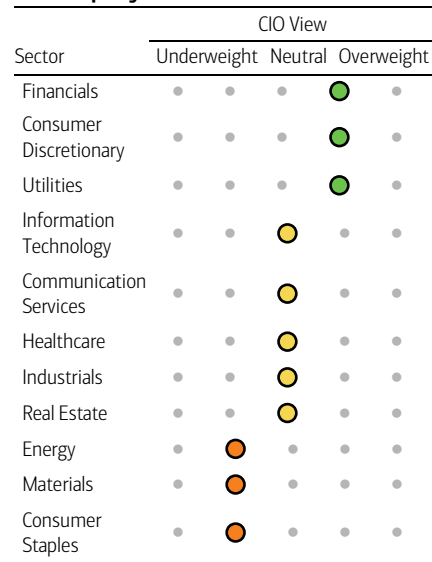 CIO View
Sector Underweight Neutral Overweight
Financials
Consumer
Discretionary
Utilities
Information
Technology
Communication
Services
Healthcare
Industrials
Real Estate
Energy
Materials
Consumer
Staples